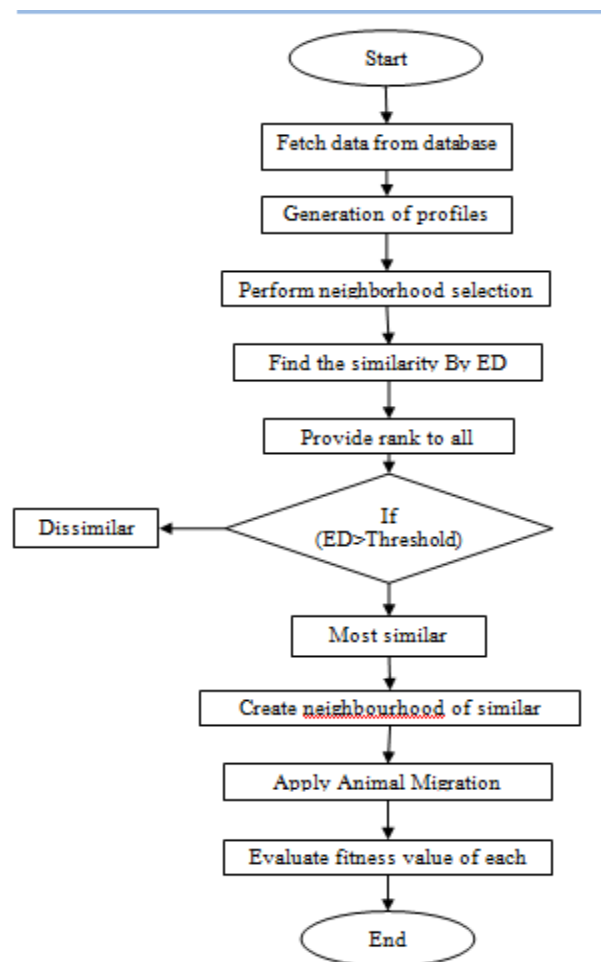 Start
Fetch data from database
Generation of profiles
Perform neighborhood selection
Find the similarity By ED
Provide rank to all
If
(ED>Threshold)
Dissimilar
Most similar
Create neighbourhood of similar
Apply Animal Migration
Evaluate fitness value of each
End